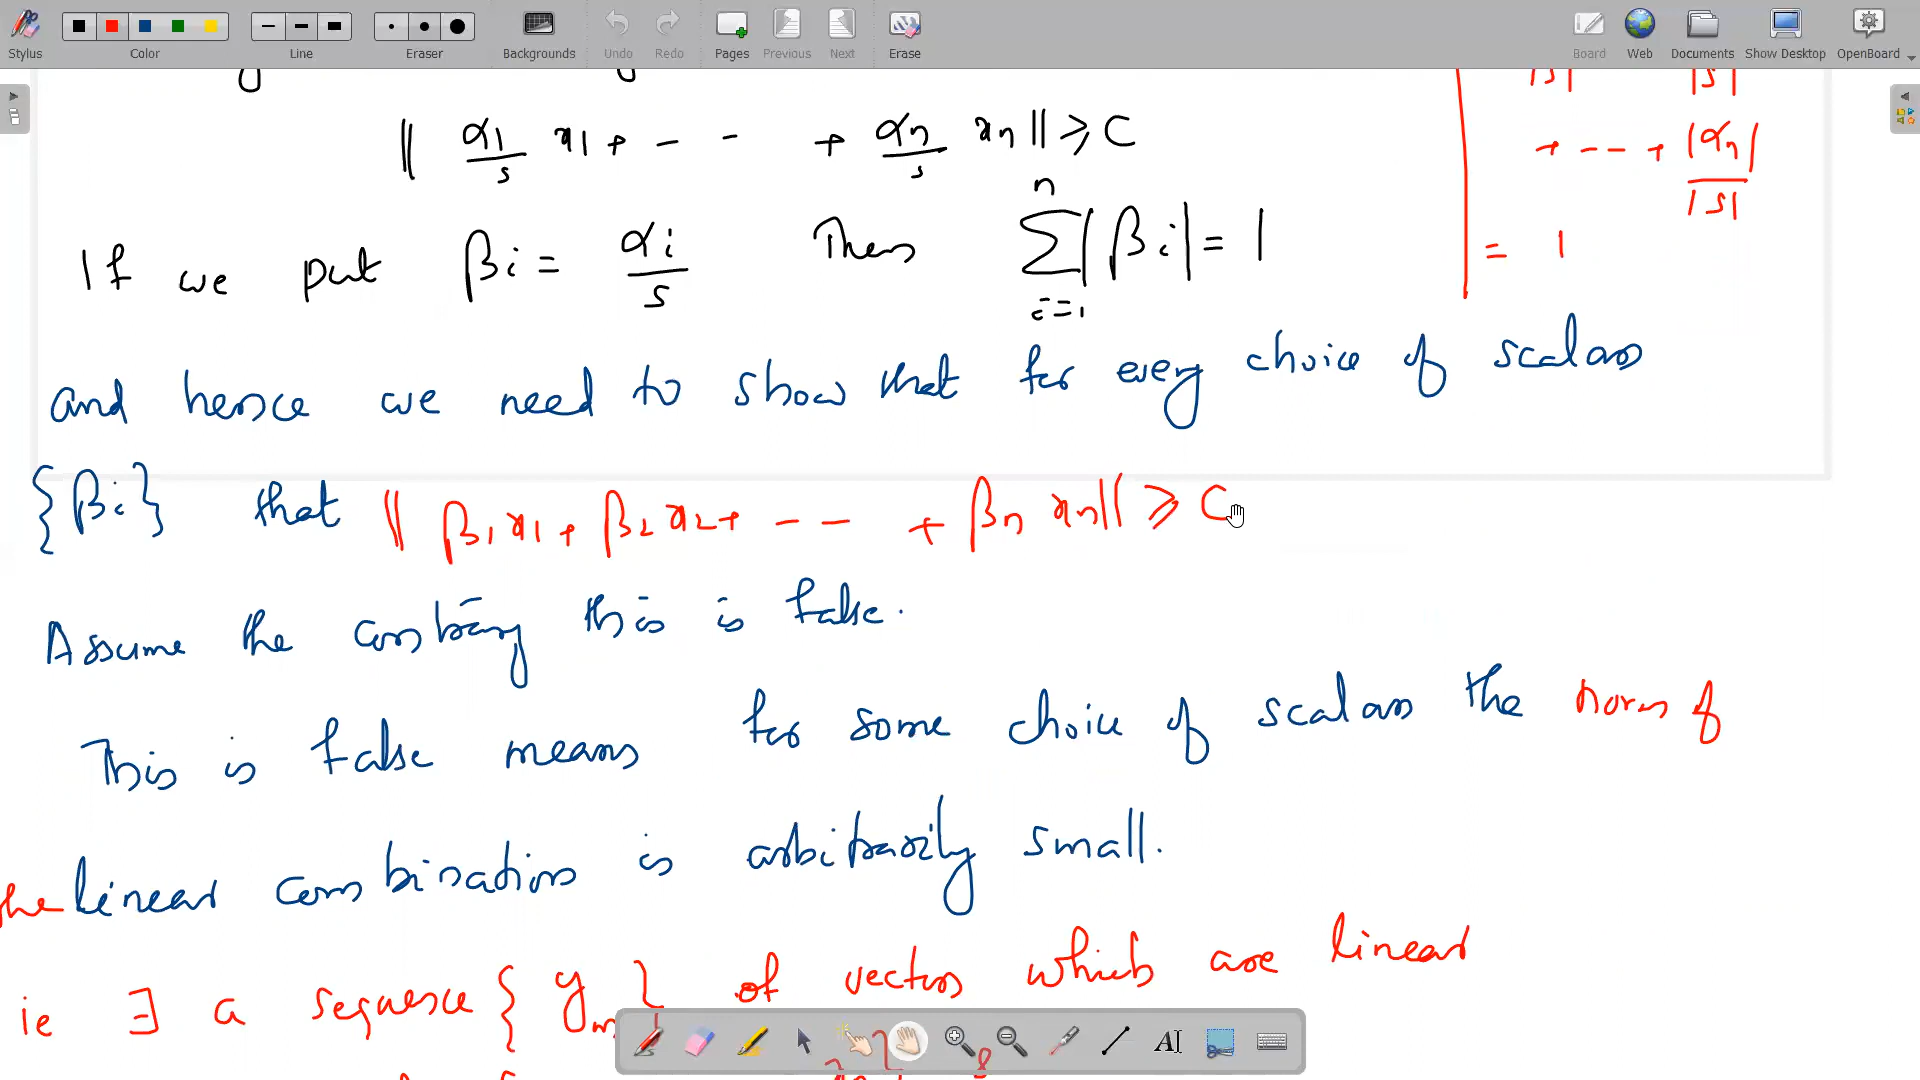 Stylus Color Line Eraser Backgrounds Undo Redo Pages Previous Next Erase Board Web Documents Show Desktop OpenBoard
|s| |s|
|| α1/s x1 + - - + αn/s xn || ≥ C
+ -- + |αn|/|s|
If we put βi = αi/s Then ∑_{i=1}^{n} |βi| = 1
= 1
and hence we need to show that for every choice of scalars
{βi} that || β1x1 + β2x2 + --- + βn xn || ≥ C
Assume the contrary this is false.
This is false means for some choice of scalars the norm of
the linear combination is arbitrarily small.
ie ∃ a sequence { ym } of vectors which are linear